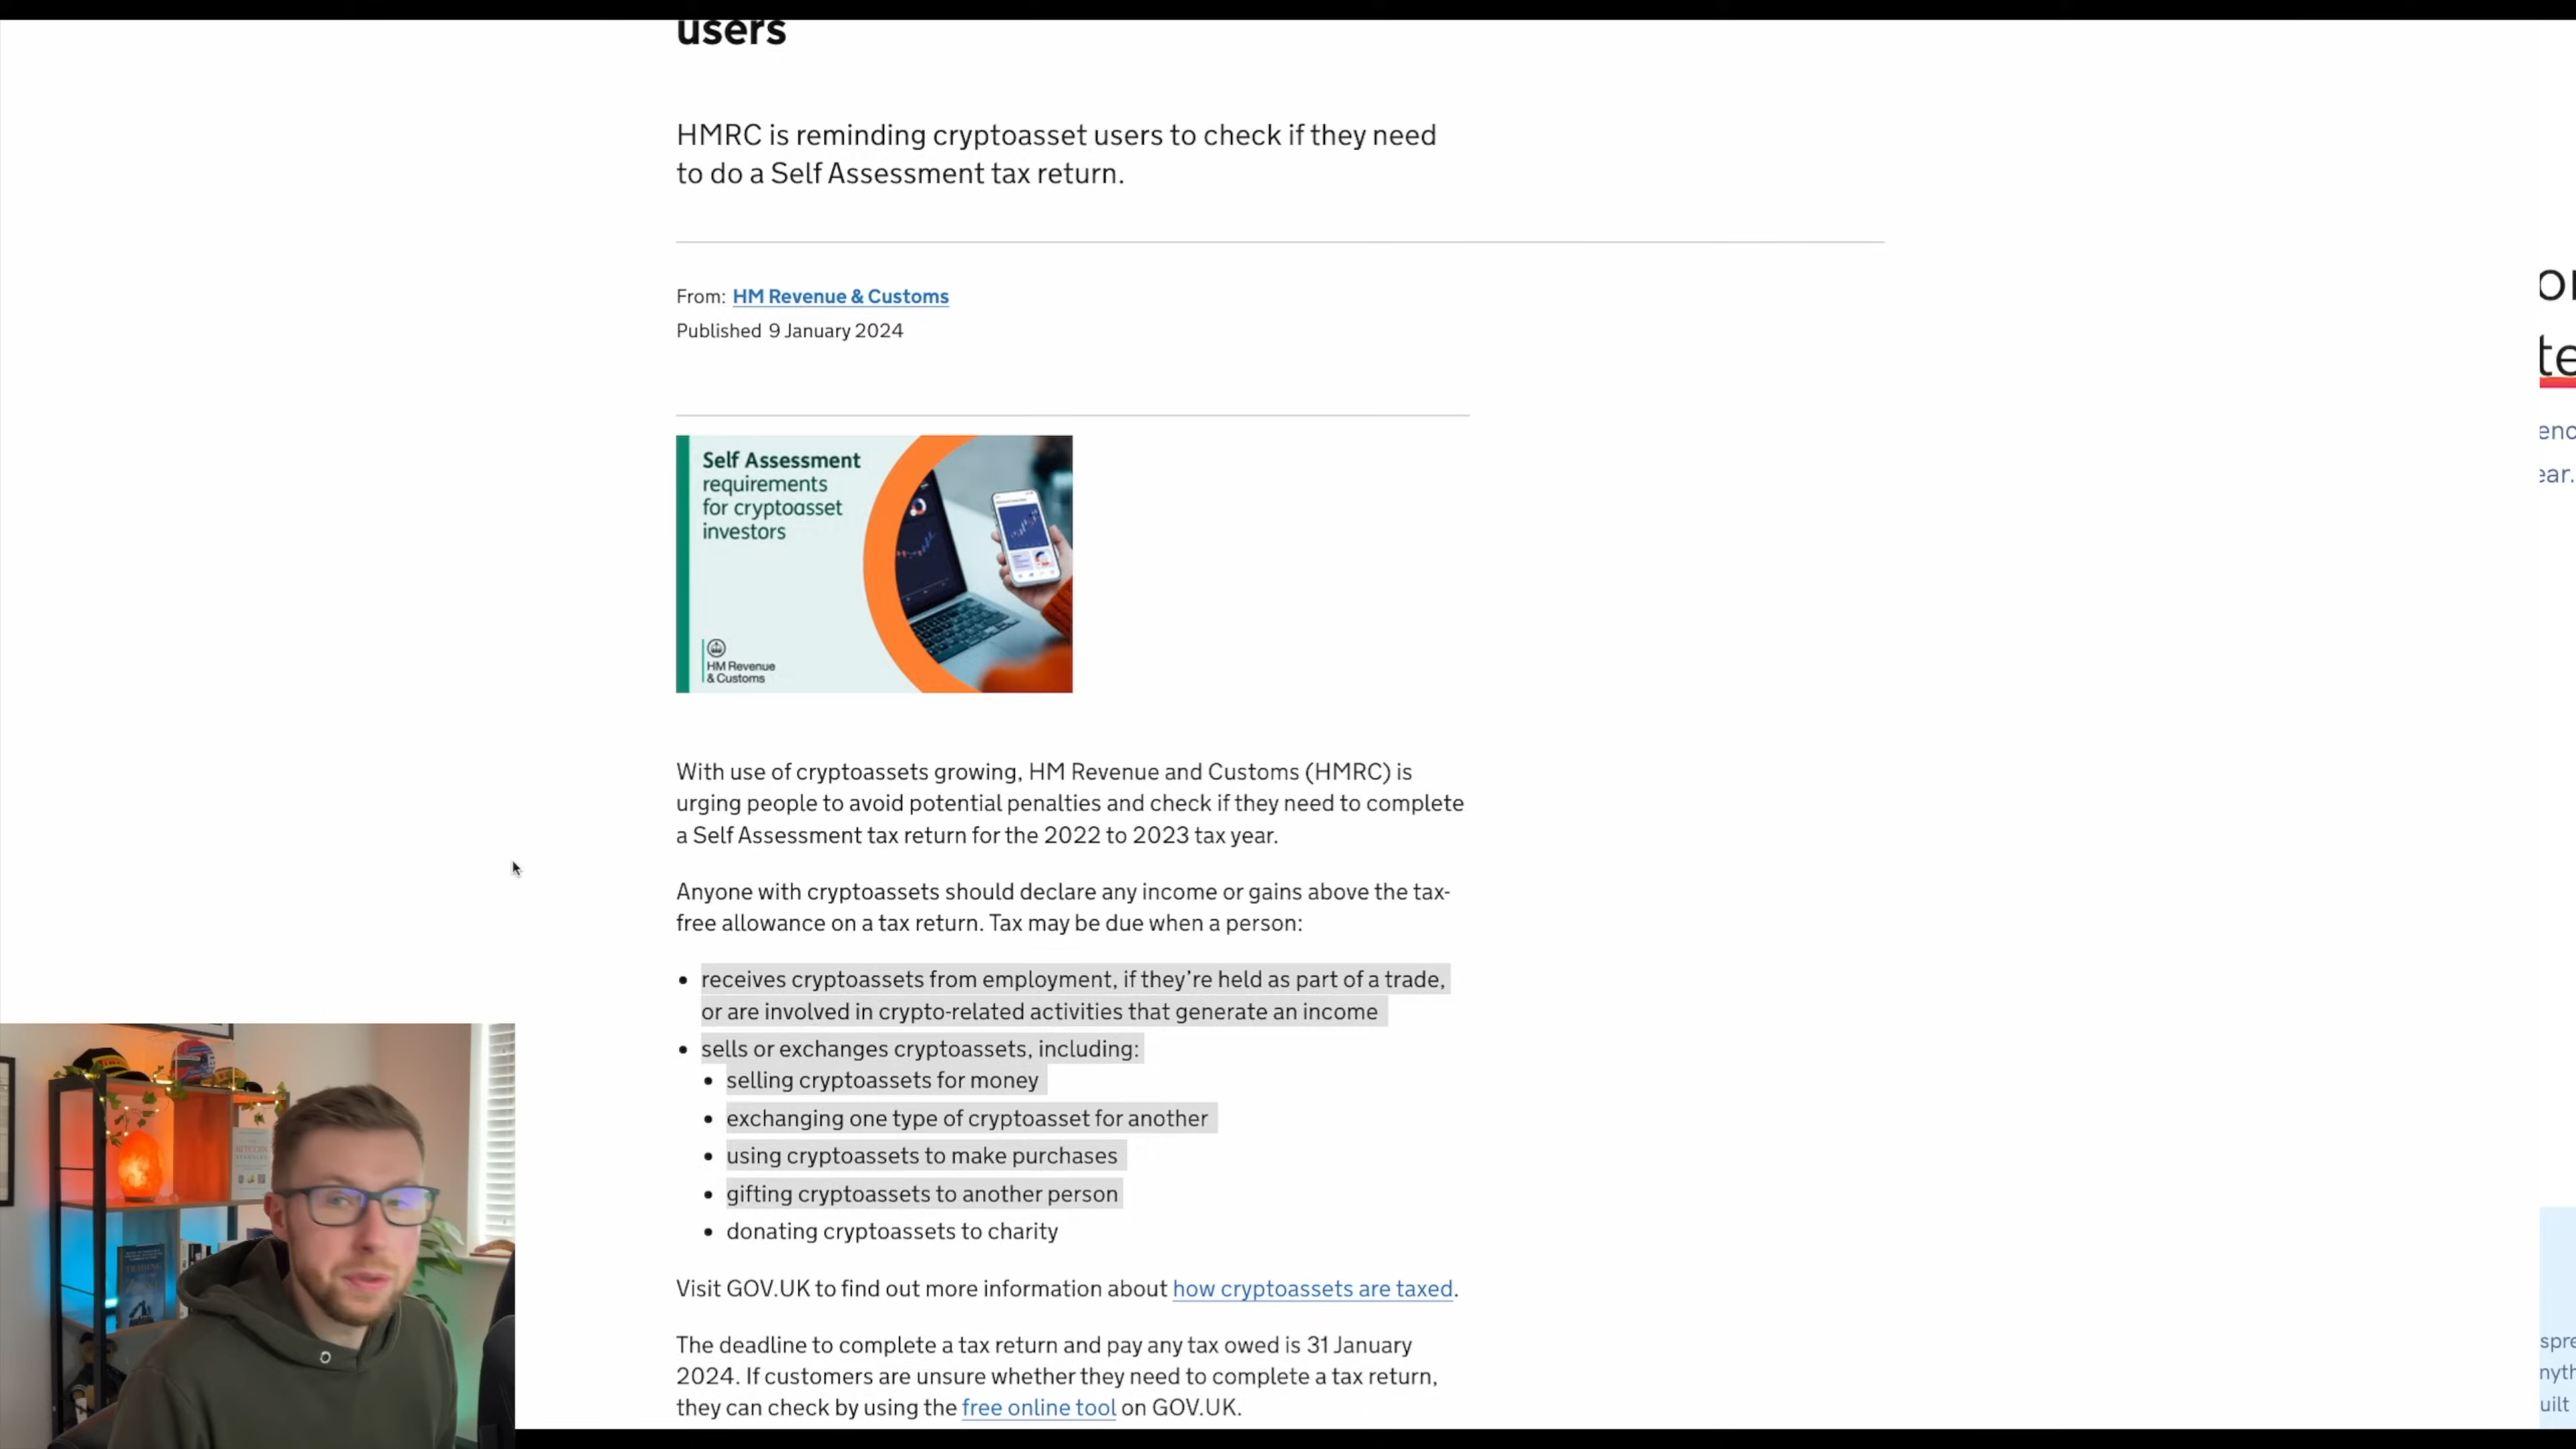 users
HMRC is reminding cryptoasset users to check if they need
to do a Self Assessment tax return.
From: HM Revenue & Customs
Published 9 January 2024
Self Assessment
requirements
for cryptoasset
investors
HM Revenue
& Customs
With use of cryptoassets growing, HM Revenue and Customs (HMRC) is
urging people to avoid potential penalties and check if they need to complete
a Self Assessment tax return for the 2022 to 2023 tax year.
Anyone with cryptoassets should declare any income or gains above the tax-
free allowance on a tax return. Tax may be due when a person:
• receives cryptoassets from employment, if they’re held as part of a trade,
or are involved in crypto-related activities that generate an income
• sells or exchanges cryptoassets, including:
• selling cryptoassets for money
• exchanging one type of cryptoasset for another
• using cryptoassets to make purchases
• gifting cryptoassets to another person
• donating cryptoassets to charity
Visit GOV.UK to find out more information about how cryptoassets are taxed.
The deadline to complete a tax return and pay any tax owed is 31 January
2024. If customers are unsure whether they need to complete a tax return,
they can check by using the free online tool on GOV.UK.
BITCOIN
TRADING